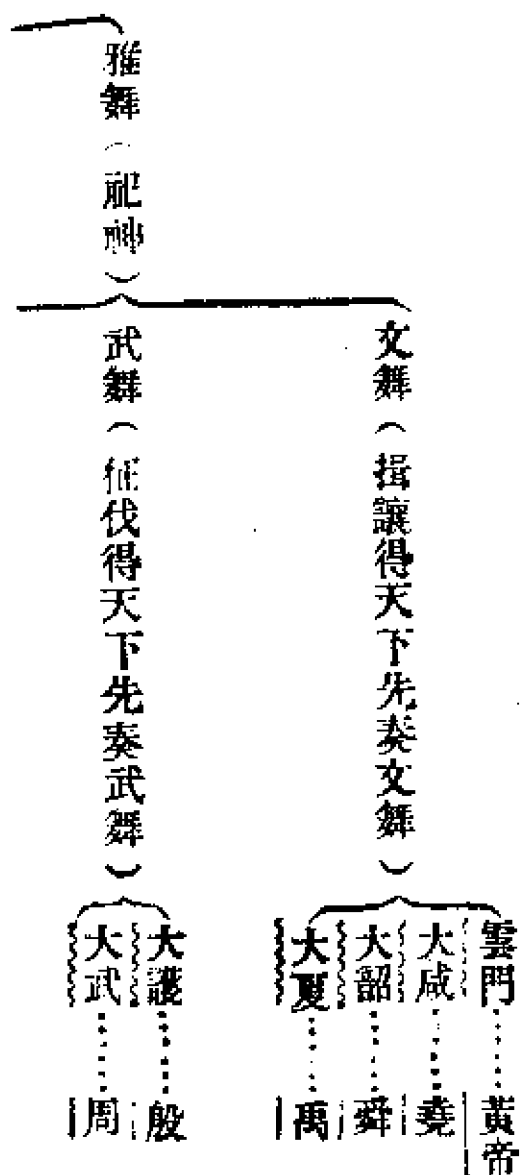 雅舞（祀神）
文舞（揖讓得天下先奏文舞）
雲門……黃帝
大咸……堯
大韶……舜
大夏……禹
武舞（征伐得天下先奏武舞）
大護……殷
大武……周